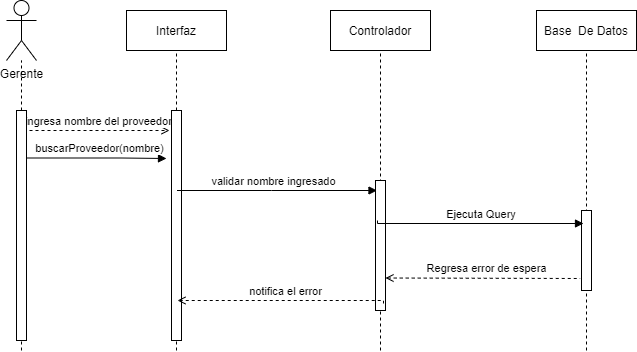 Interfaz
Controlador
Base De Datos
Gerente
ngresa nombre del proveedor
buscarProveedor(nombre)
validar nombre ingresado
Ejecuta Query
Regresa error de espera
notifica el error